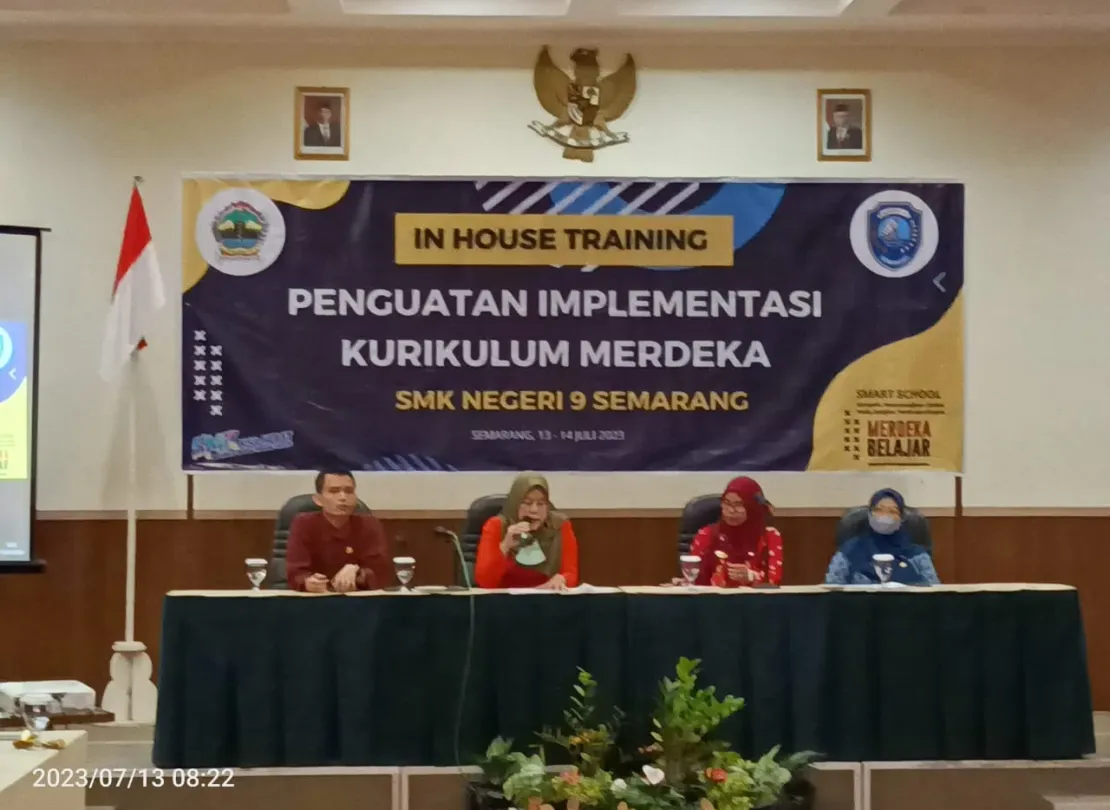 IN HOUSE TRAINING
PENGUATAN IMPLEMENTASI
KURIKULUM MERDEKA
SMK NEGERI 9 SEMARANG
SEMARANG, 13 - 14 JULI 2023
SMART SCHOOL
MERDEKA
BELAJAR
2023/07/13 08:22